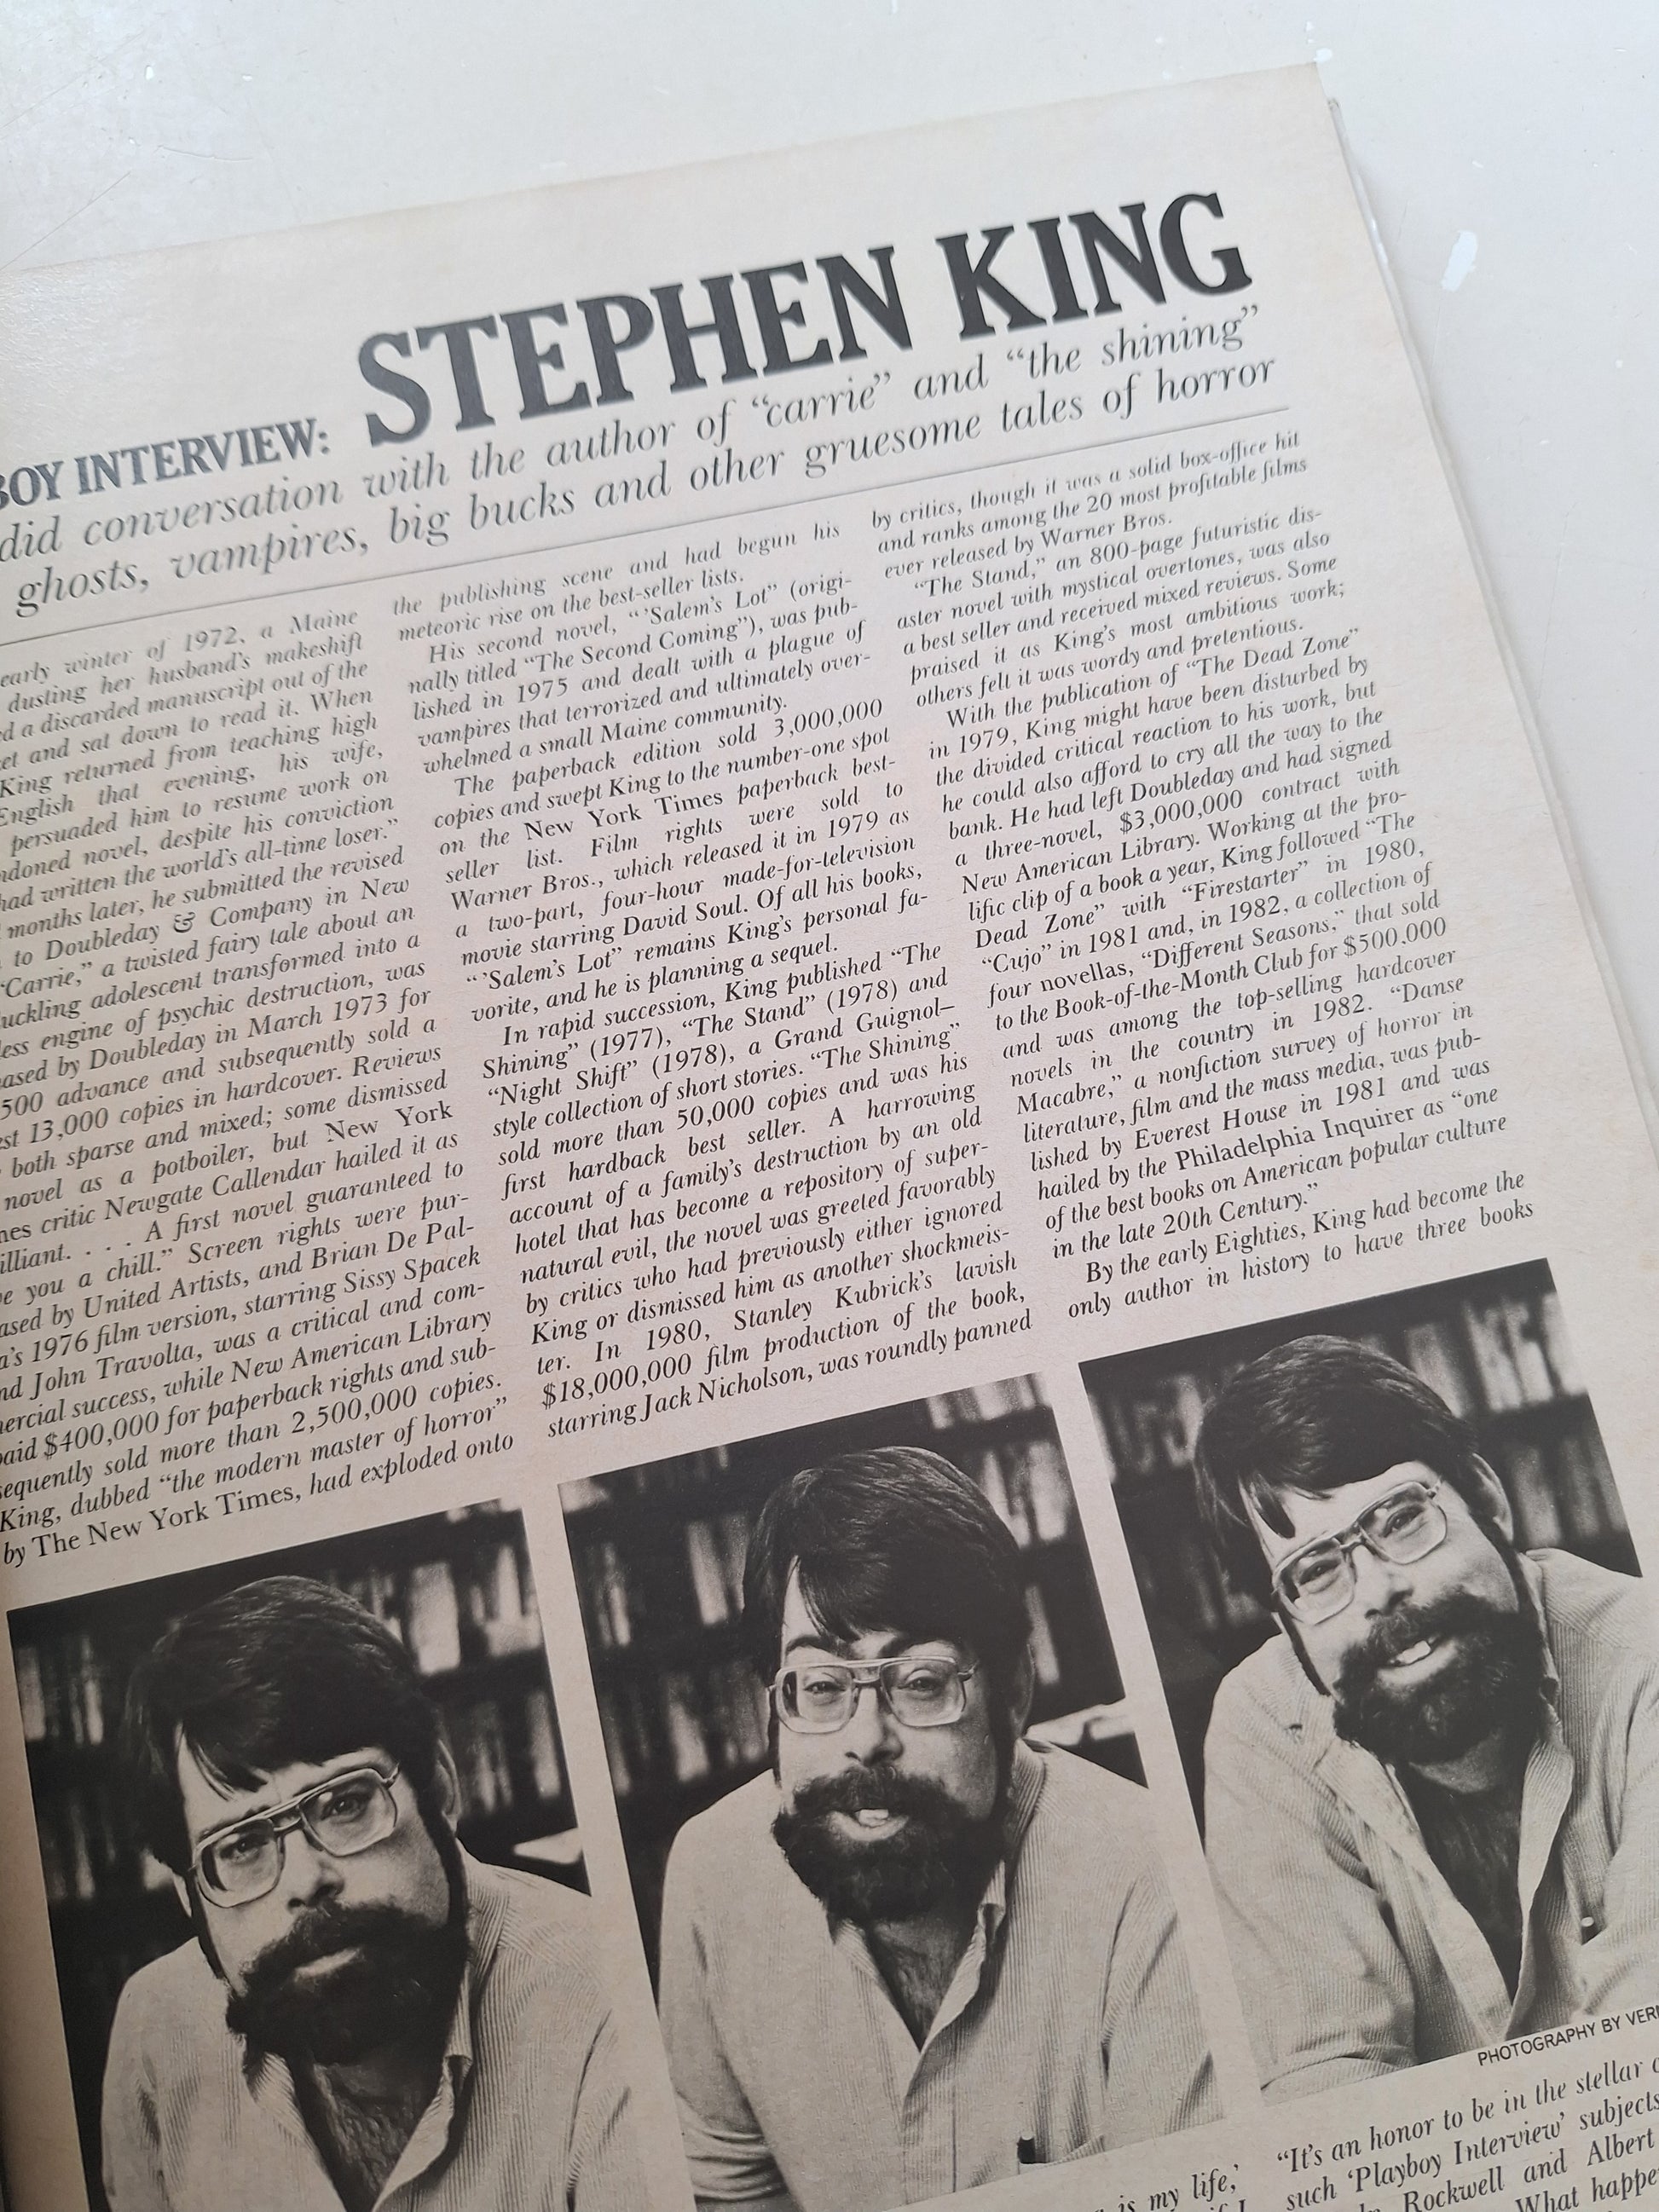 BOY INTERVIEW: STEPHEN KING
did conversation with the author of “carrie” and “the shining”
ghosts, vampires, big bucks and other gruesome tales of horror
early winter of 1972, a Maine
dusting her husband's makeshift
a discarded manuscript out of the
and sat down to read it. When
King returned from teaching high
English that evening, his wife,
persuaded him to resume work on
novel, despite his conviction
had written the world's all-time loser.”
months later, he submitted the revised
to Doubleday & Company in New
“Carrie,” a twisted fairy tale about an
adolescent transformed into a
less engine of psychic destruction, was
by Doubleday in March 1973 for
500 advance and subsequently sold a
13,000 copies in hardcover. Reviews
both sparse and mixed; some dismissed
novel as a potboiler, but New York
critic Newgate Callendar hailed it as
. . . . A first novel guaranteed to
you a chill.” Screen rights were pur-
ased by United Artists, and Brian De Pal-
a's 1976 film version, starring Sissy Spacek
nd John Travolta, was a critical and com-
ercial success, while New American Library
paid $400,000 for paperback rights and sub-
sequently sold more than 2,500,000 copies.
King, dubbed “the modern master of horror”
by The New York Times, had exploded onto
the publishing scene and had begun his
meteoric rise on the best-seller lists.
His second novel, “ 'Salem's Lot” (origi-
nally titled “The Second Coming”), was pub-
lished in 1975 and dealt with a plague of
vampires that terrorized and ultimately over-
whelmed a small Maine community.
The paperback edition sold 3,000,000
copies and swept King to the number-one spot
on the New York Times paperback best-
seller list. Film rights were sold to
Warner Bros., which released it in 1979 as
a two-part, four-hour made-for-television
movie starring David Soul. Of all his books,
“ 'Salem's Lot” remains King's personal fa-
vorite, and he is planning a sequel.
In rapid succession, King published “The
Shining” (1977), “The Stand” (1978) and
“Night Shift” (1978), a Grand Guignol–
style collection of short stories. “The Shining”
sold more than 50,000 copies and was his
first hardback best seller. A harrowing
account of a family's destruction by an old
hotel that has become a repository of super-
natural evil, the novel was greeted favorably
by critics who had previously either ignored
King or dismissed him as another shockmeis-
ter. In 1980, Stanley Kubrick's lavish
$18,000,000 film production of the book,
starring Jack Nicholson, was roundly panned
by critics, though it was a solid box-office hit
and ranks among the 20 most profitable films
ever released by Warner Bros.
“The Stand,” an 800-page futuristic dis-
aster novel with mystical overtones, was also
a best seller and received mixed reviews. Some
praised it as King's most ambitious work;
others felt it was wordy and pretentious.
With the publication of “The Dead Zone”
in 1979, King might have been disturbed by
the divided critical reaction to his work, but
he could also afford to cry all the way to the
bank. He had left Doubleday and had signed
a three-novel, $3,000,000 contract with
New American Library. Working at the pro-
lific clip of a book a year, King followed “The
Dead Zone” with “Firestarter” in 1980,
“Cujo” in 1981 and, in 1982, a collection of
four novellas, “Different Seasons,” that sold
to the Book-of-the-Month Club for $500,000
and was among the top-selling hardcover
novels in the country in 1982. “Danse
Macabre,” a nonfiction survey of horror in
literature, film and the mass media, was pub-
lished by Everest House in 1981 and was
hailed by the Philadelphia Inquirer as “one
of the best books on American popular culture
in the late 20th Century.”
By the early Eighties, King had become the
only author in history to have three books
PHOTOGRAPHY BY
is my life,'
“It's an honor to be in the stellar
such 'Playboy Interview' subjects
Rockwell and Albert
What